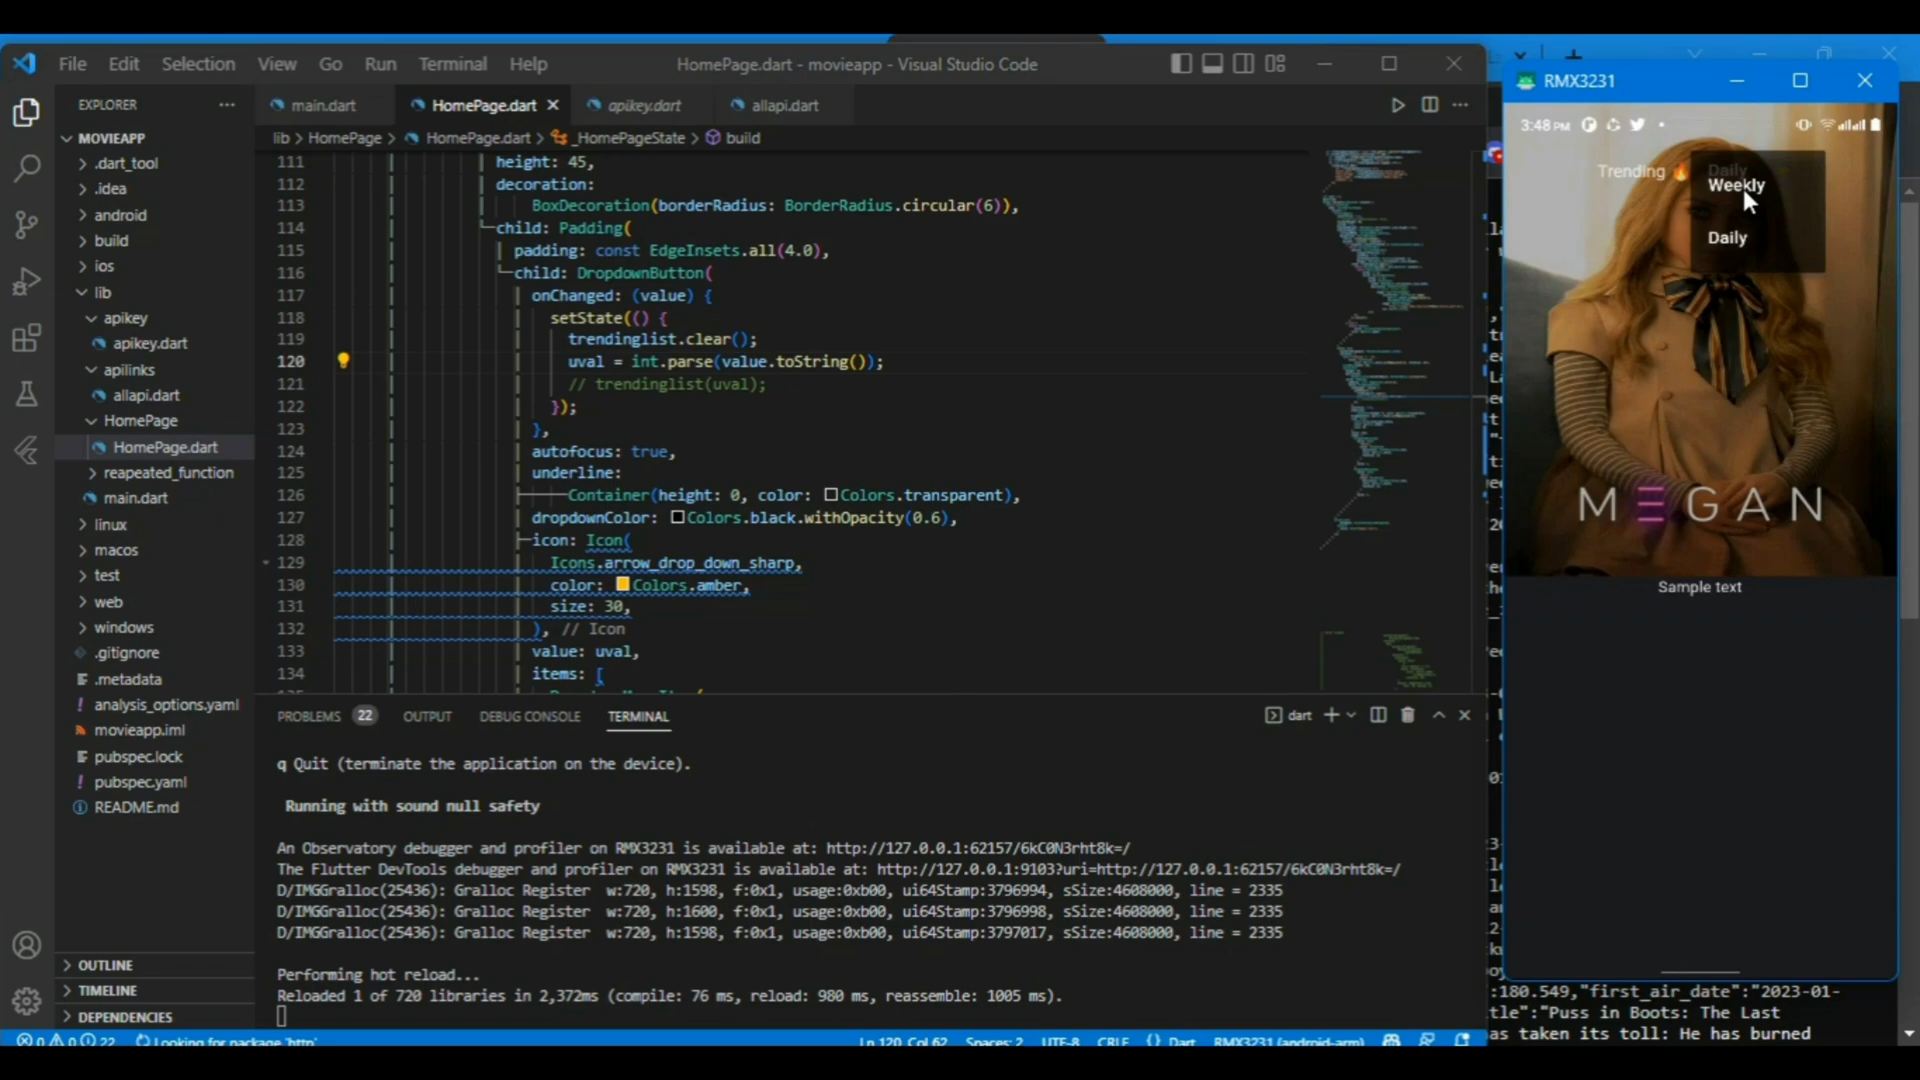 File Edit Selection View Go Run Terminal Help
HomePage.dart - movieapp - Visual Studio Code
EXPLORER
MOVIEAPP
.dart_tool
.idea
android
build
ios
lib
apikey
apikey.dart
apilinks
allapi.dart
HomePage
HomePage.dart
reapeated_function
main.dart
linux
macos
test
web
windows
.gitignore
.metadata
analysis_options.yaml
movieapp.iml
pubspec.lock
pubspec.yaml
README.md
OUTLINE
TIMELINE
DEPENDENCIES
main.dart HomePage.dart apikey.dart allapi.dart
lib > HomePage > HomePage.dart > _HomePageState > build
111 height: 45,
112 decoration:
113 BoxDecoration(borderRadius: BorderRadius.circular(6)),
114 child: Padding(
115 padding: const EdgeInsets.all(4.0),
116 child: DropdownButton(
117 onChanged: (value) {
118 setState(() {
119 trendinglist.clear();
120 uval = int.parse(value.toString());
121 // trendinglist(uval);
122 });
123 },
124 autofocus: true,
125 underline:
126 Container(height: 0, color: Colors.transparent),
127 dropdownColor: Colors.black.withOpacity(0.6),
128 icon: Icon(
129 Icons.arrow_drop_down_sharp,
130 color: Colors.amber,
131 size: 30,
132 ), // Icon
133 value: uval,
134 items: [
PROBLEMS 22 OUTPUT DEBUG CONSOLE TERMINAL
dart
q Quit (terminate the application on the device).
Running with sound null safety
An Observatory debugger and profiler on RMX3231 is available at: http://127.0.0.1:62157/6kC0N3rht8k=/
The Flutter DevTools debugger and profiler on RMX3231 is available at: http://127.0.0.1:9103?uri=http://127.0.0.1:62157/6kC0N3rht8k=/
D/IMGGralloc(25436): Gralloc Register w:720, h:1598, f:0x1, usage:0xb00, ui64Stamp:3796994, sSize:4608000, line = 2335
D/IMGGralloc(25436): Gralloc Register w:720, h:1600, f:0x1, usage:0xb00, ui64Stamp:3796998, sSize:4608000, line = 2335
D/IMGGralloc(25436): Gralloc Register w:720, h:1598, f:0x1, usage:0xb00, ui64Stamp:3797017, sSize:4608000, line = 2335
Performing hot reload...
Reloaded 1 of 720 libraries in 2,372ms (compile: 76 ms, reload: 980 ms, reassemble: 1005 ms).
0 0 22 Looking for package 'http'
Ln 120, Col 62 Spaces: 2 UTF-8 CRLF {} Dart RMX3231 (android-arm)
RMX3231
3:48 PM
Trending 🔥 Daily
Weekly
Daily
MEGAN
Sample text
:180.549,"first_air_date":"2023-01-
tle":"Puss in Boots: The Last
as taken its toll: He has burned